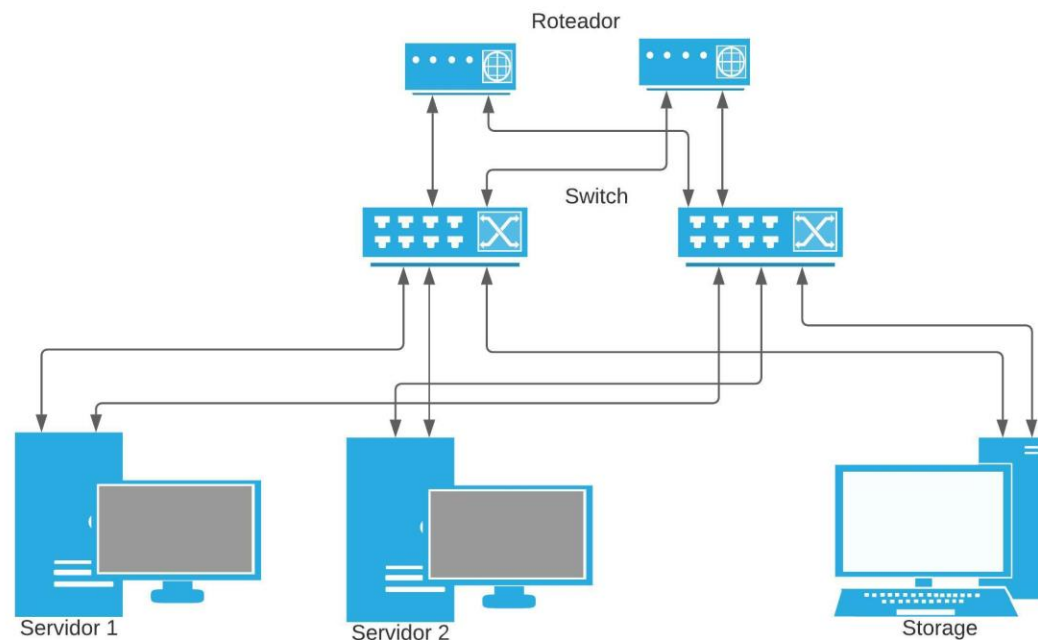 Roteador
Switch
Servidor 1
Servidor 2
Storage